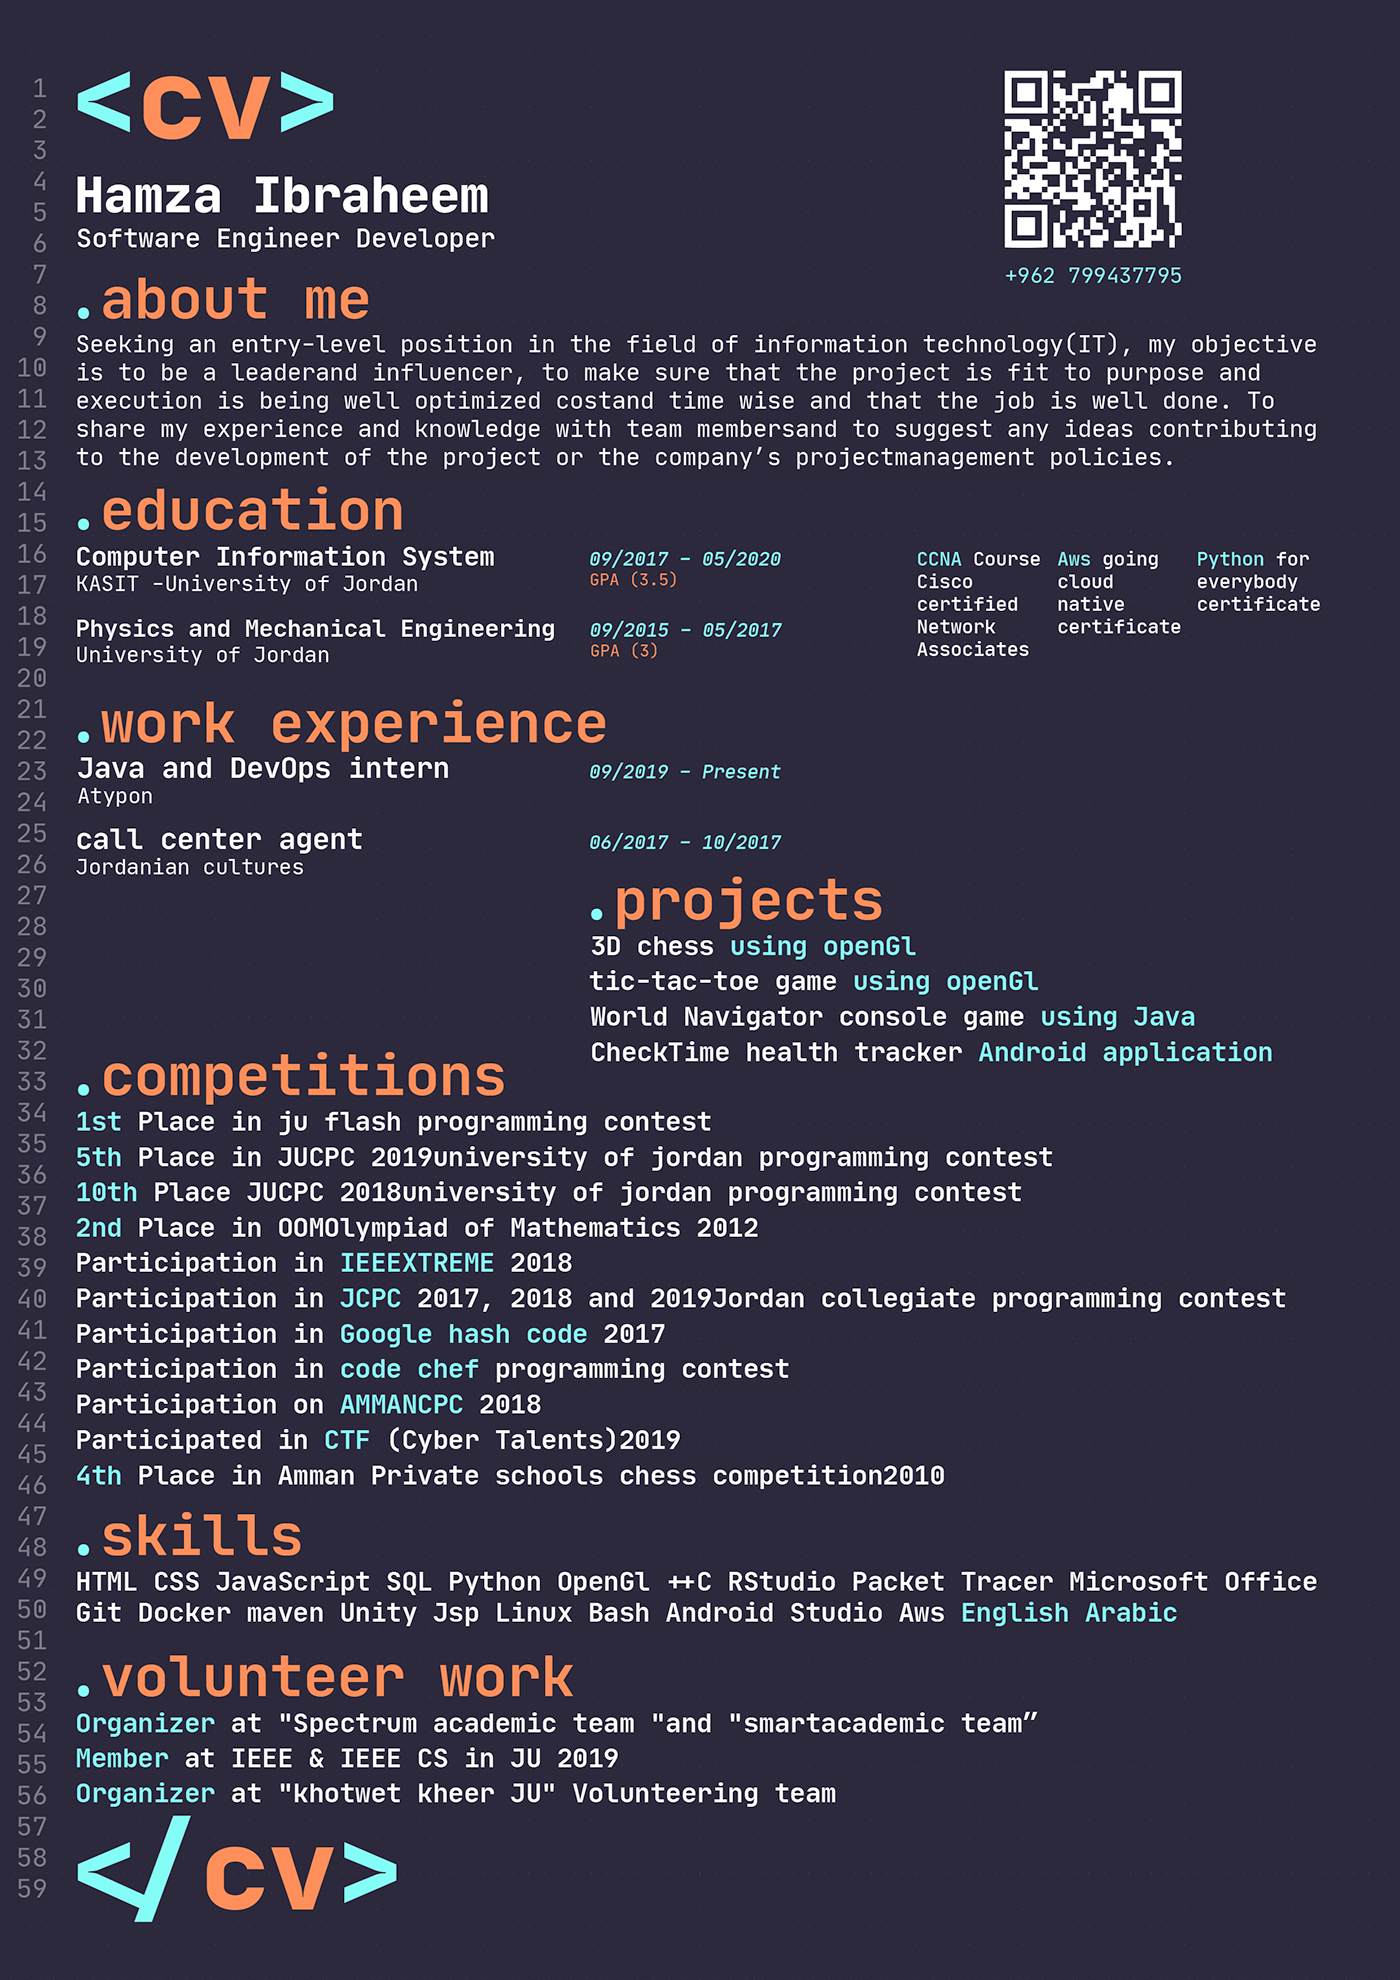 <cv>
Hamza Ibraheem
Software Engineer Developer
+962 799437795
.about me
Seeking an entry-level position in the field of information technology(IT), my objective
is to be a leaderand influencer, to make sure that the project is fit to purpose and
execution is being well optimized costand time wise and that the job is well done. To
share my experience and knowledge with team membersand to suggest any ideas contributing
to the development of the project or the company’s projectmanagement policies.
.education
Computer Information System
KASIT -University of Jordan
09/2017 - 05/2020
GPA (3.5)
Physics and Mechanical Engineering
University of Jordan
09/2015 - 05/2017
GPA (3)
CCNA Course
Cisco
certified
Network
Associates
Aws going
cloud
native
certificate
Python for
everybody
certificate
.work experience
Java and DevOps intern
Atypon
09/2019 - Present
call center agent
Jordanian cultures
06/2017 - 10/2017
.projects
3D chess using openGl
tic-tac-toe game using openGl
World Navigator console game using Java
CheckTime health tracker Android application
.competitions
1st Place in ju flash programming contest
5th Place in JUCPC 2019university of jordan programming contest
10th Place JUCPC 2018university of jordan programming contest
2nd Place in OOMOlympiad of Mathematics 2012
Participation in IEEEXTREME 2018
Participation in JCPC 2017, 2018 and 2019Jordan collegiate programming contest
Participation in Google hash code 2017
Participation in code chef programming contest
Participation on AMMANCPC 2018
Participated in CTF (Cyber Talents)2019
4th Place in Amman Private schools chess competition2010
.skills
HTML CSS JavaScript SQL Python OpenGl ++C RStudio Packet Tracer Microsoft Office
Git Docker maven Unity Jsp Linux Bash Android Studio Aws English Arabic
.volunteer work
Organizer at "Spectrum academic team "and "smartacademic team”
Member at IEEE & IEEE CS in JU 2019
Organizer at "khotwet kheer JU" Volunteering team
</cv>
1
2
3
4
5
6
7
8
9
10
11
12
13
14
15
16
17
18
19
20
21
22
23
24
25
26
27
28
29
30
31
32
33
34
35
36
37
38
39
40
41
42
43
44
45
46
47
48
49
50
51
52
53
54
55
56
57
58
59